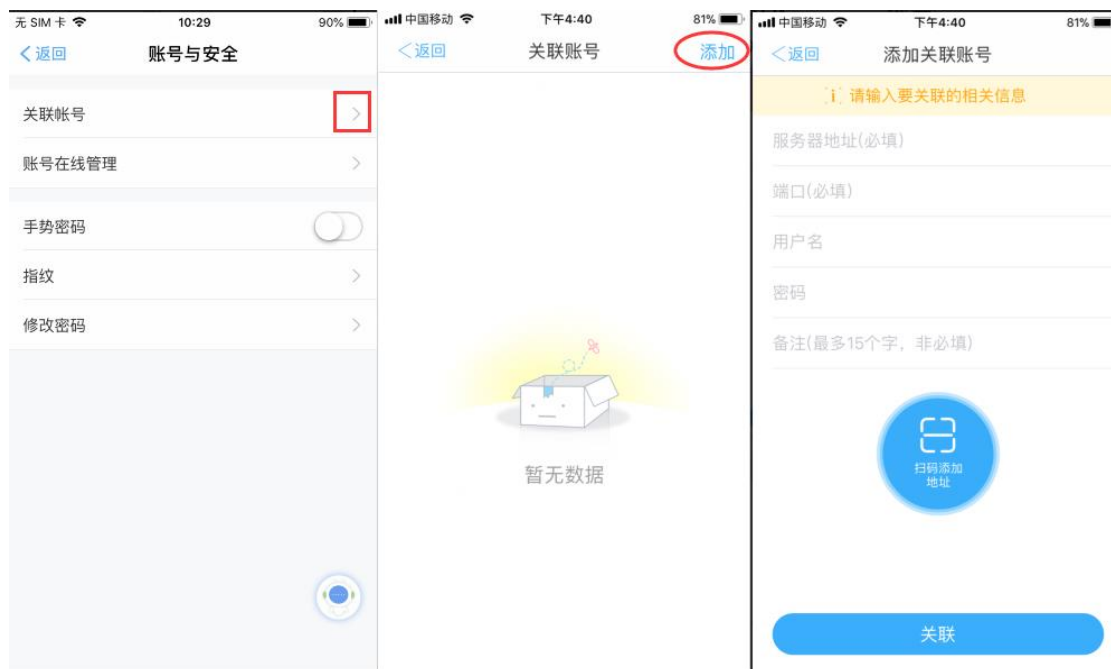 无 SIM 卡 10:29 90%
返回 账号与安全
关联帐号
账号在线管理
手势密码
指纹
修改密码
中国移动 下午4:40 81%
返回 关联账号 添加
暂无数据
中国移动 下午4:40 81%
返回 添加关联账号
请输入要关联的相关信息
服务器地址(必填)
端口(必填)
用户名
密码
备注(最多15个字，非必填)
扫码添加
地址
关联